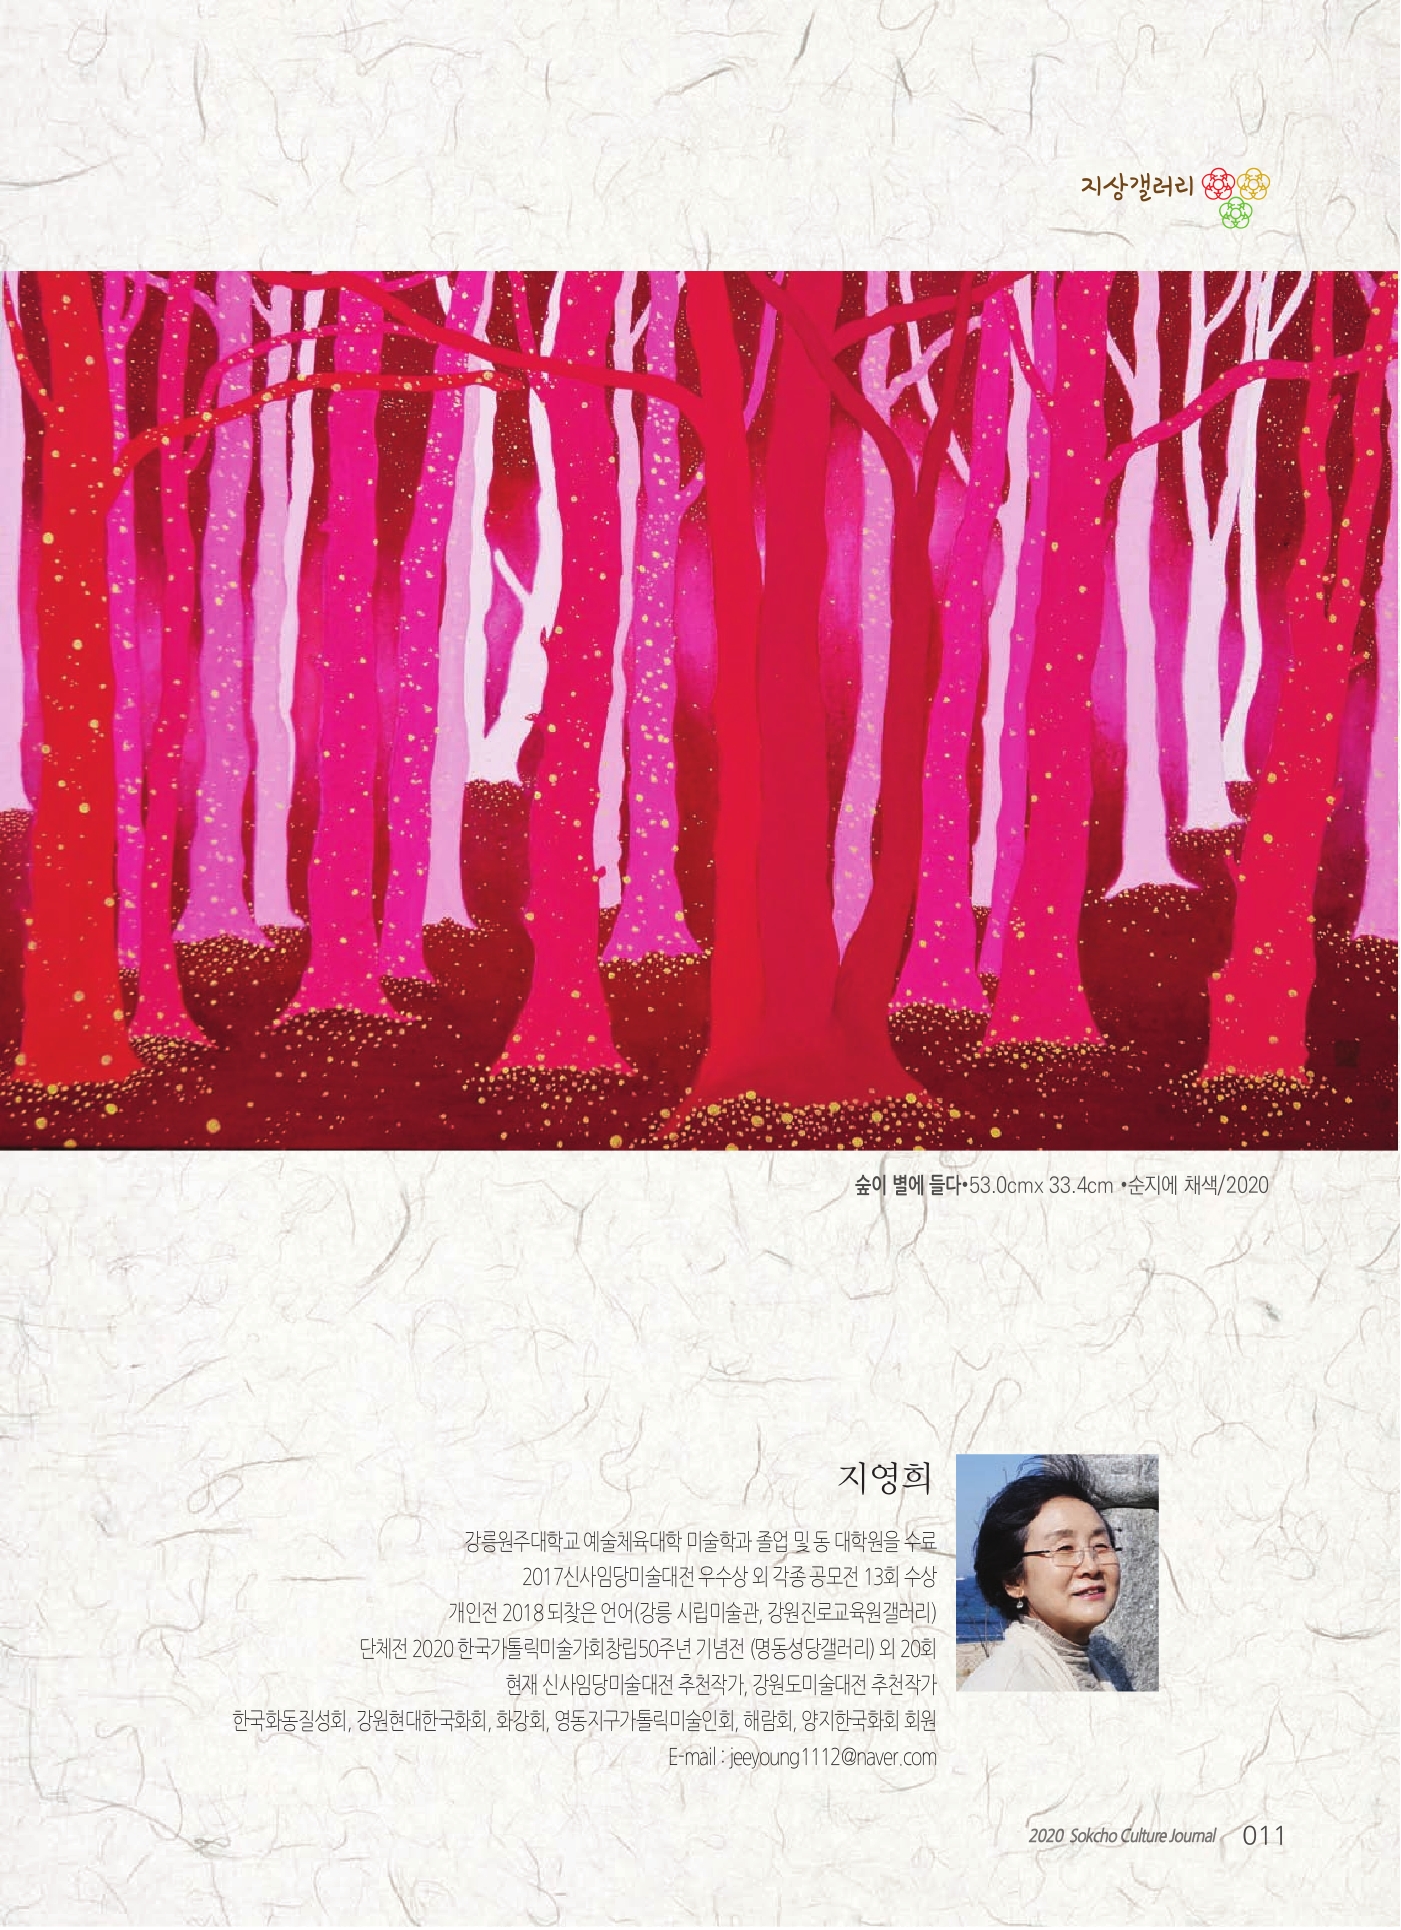 지상갤러리
숲이 별에 들다•53.0cmx 33.4cm •순지에 채색/2020
지영희
강릉원주대학교 예술체육대학 미술학과 졸업 및 동 대학원을 수료
2017신사임당미술대전 우수상 외 각종 공모전 13회 수상
개인전 2018 되찾은 언어(강릉 시립미술관, 강원진로교육원갤러리)
단체전 2020 한국가톨릭미술가회창립50주년 기념전 (명동성당갤러리) 외 20회
현재 신사임당미술대전 추천작가, 강원도미술대전 추천작가
한국화동질성회, 강원현대한국화회, 화강회, 영동지구가톨릭미술인회, 해람회, 양지한국화회 회원
E-mail : jeeyoung1112@naver.com
2020 Sokcho Culture Journal 011